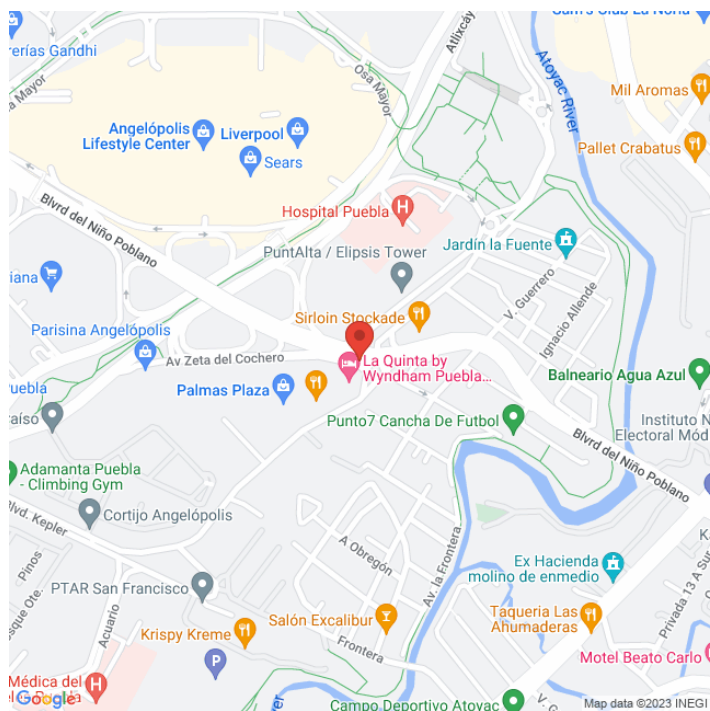 Sam's Club La Noria
rerías Gandhi
Atlixcáy
Osa Mayor
Mayor
Atoyac River
Mil Aromas
Angelópolis
Lifestyle Center
Liverpool
Sears
Pallet Crabatus
Blvrd del Niño Poblano
Hospital Puebla
Jardín la Fuente
PuntAlta / Elipsis Tower
V. Guerrero
Ignacio Allende
iana
Sirloin Stockade
Parisina Angelópolis
Av Zeta del Cochero
La Quinta by
Wyndham Puebla...
Balneario Agua Azul
Puebla
Palmas Plaza
aíso
Punto7 Cancha De Futbol
Instituto N
Electoral Mód
Blvrd del Niño Poblano
Adamanta Puebla
- Climbing Gym
Cortijo Angelópolis
Blvd. Kepler
Ka
A Obregón
Av. la Frontera
Ex Hacienda
molino de enmedio
Privada 13 A Sur
Pinos
osque Ote.
Acuario
PTAR San Francisco
Taqueria Las
Ahumaderas
Salón Excalibur
Krispy Kreme
Frontera
P
Motel Beato Carlo
Médica del
Google
Campo Deportivo Atoyac
V. G
Map data ©2023 INEGI